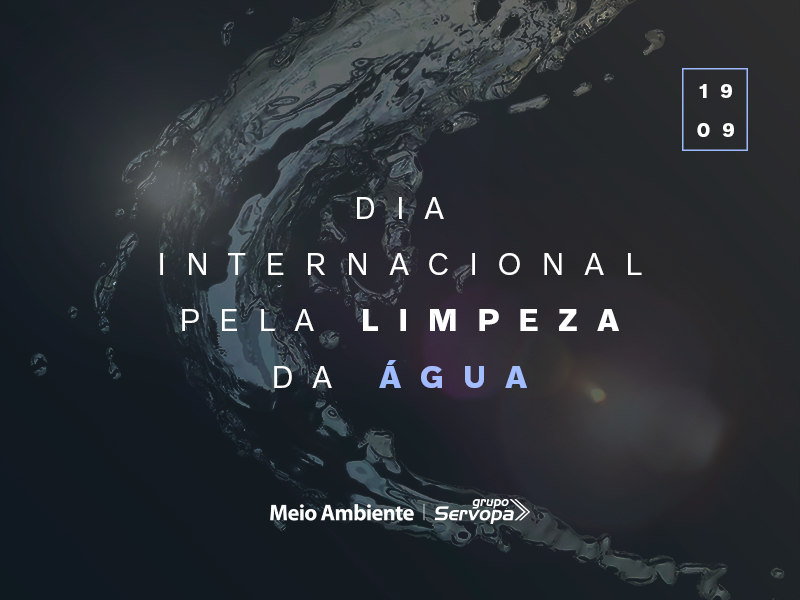 19
09
DIA
INTERNACIONAL
PELA LIMPEZA
DA ÁGUA
Meio Ambiente | grupo Servopa